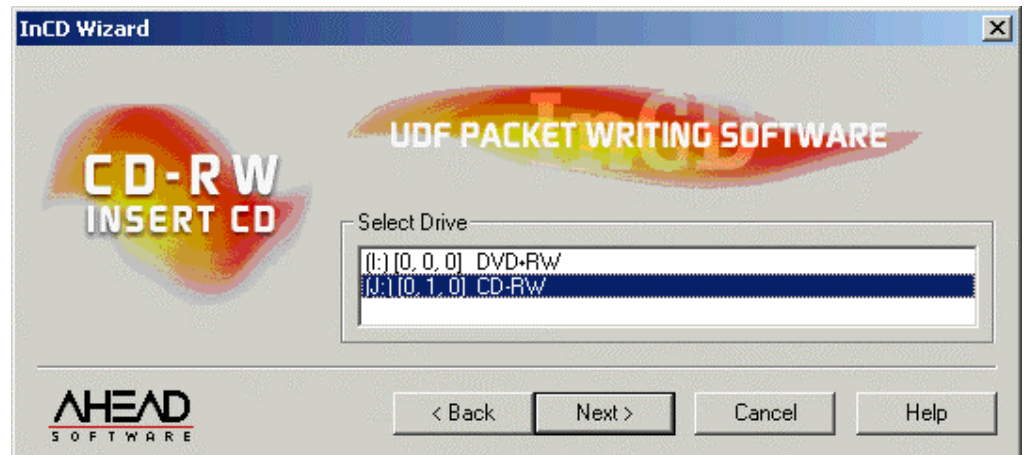 InCD Wizard
InCD
UDF PACKET WRITING SOFTWARE
CD-RW
INSERT CD
Select Drive
(I:) [0, 0, 0] DVD+RW
(J:) [0, 1, 0] CD-RW
AHEAD
SOFTWARE
< Back
Next >
Cancel
Help